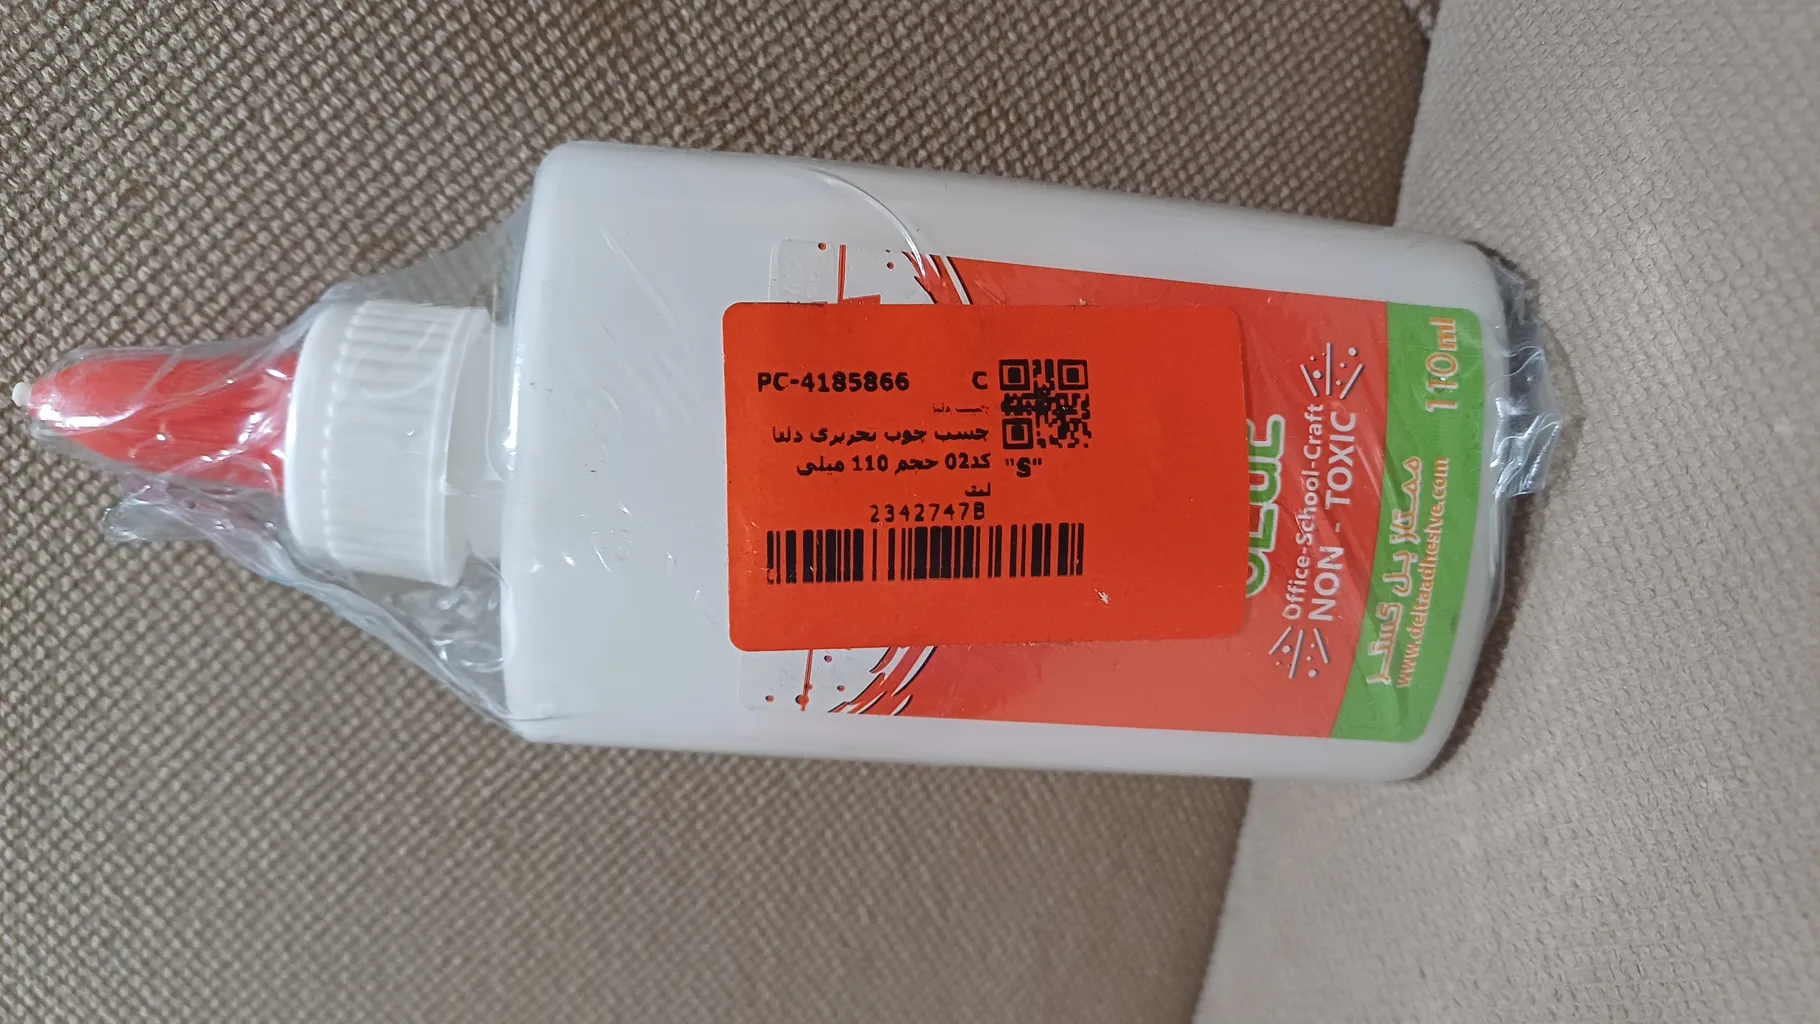 PC-4185866 C
چسب دلتا
چسب چوب تحریری دلتا
کد02 حجم 110 میلی
"S"
لیتر
2342747B
GLUE
Office-School-Craft
NON - TOXIC
110ml
www.deltaadhesive.com